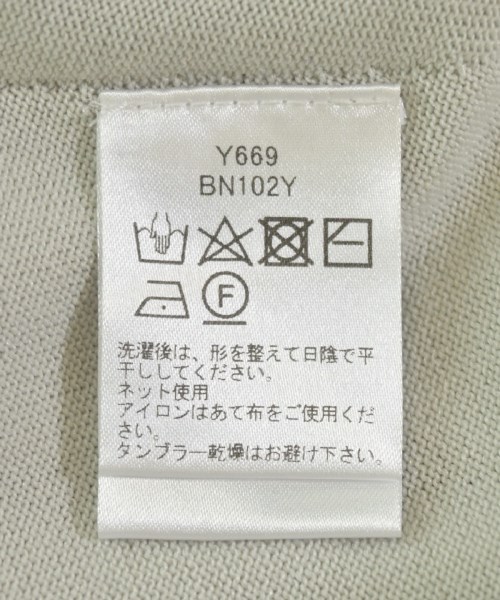 Y669
BN102Y
F
洗濯後は、形を整えて日陰で平
干ししてください。
ネット使用
アイロンはあて布をご使用くだ
さい。
タンブラー乾燥はお避け下さい。